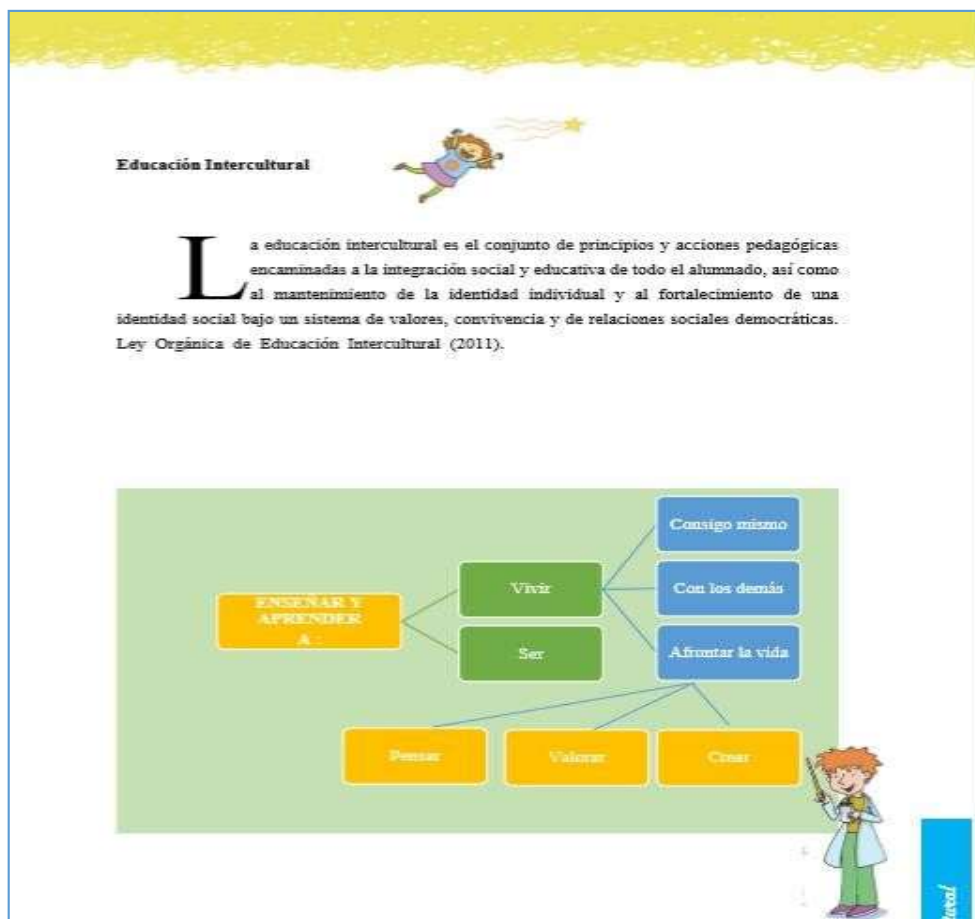 Educación Intercultural
La educación intercultural es el conjunto de principios y acciones pedagógicas
encaminadas a la integración social y educativa de todo el alumnado, así como
al mantenimiento de la identidad individual y al fortalecimiento de una
identidad social bajo un sistema de valores, convivencia y de relaciones sociales democráticas.
Ley Orgánica de Educación Intercultural (2011).
ENSEÑAR Y
APRENDER
A :
Vivir
Ser
Consigo mismo
Con los demás
Afrontar la vida
Pensar
Valorar
Crear